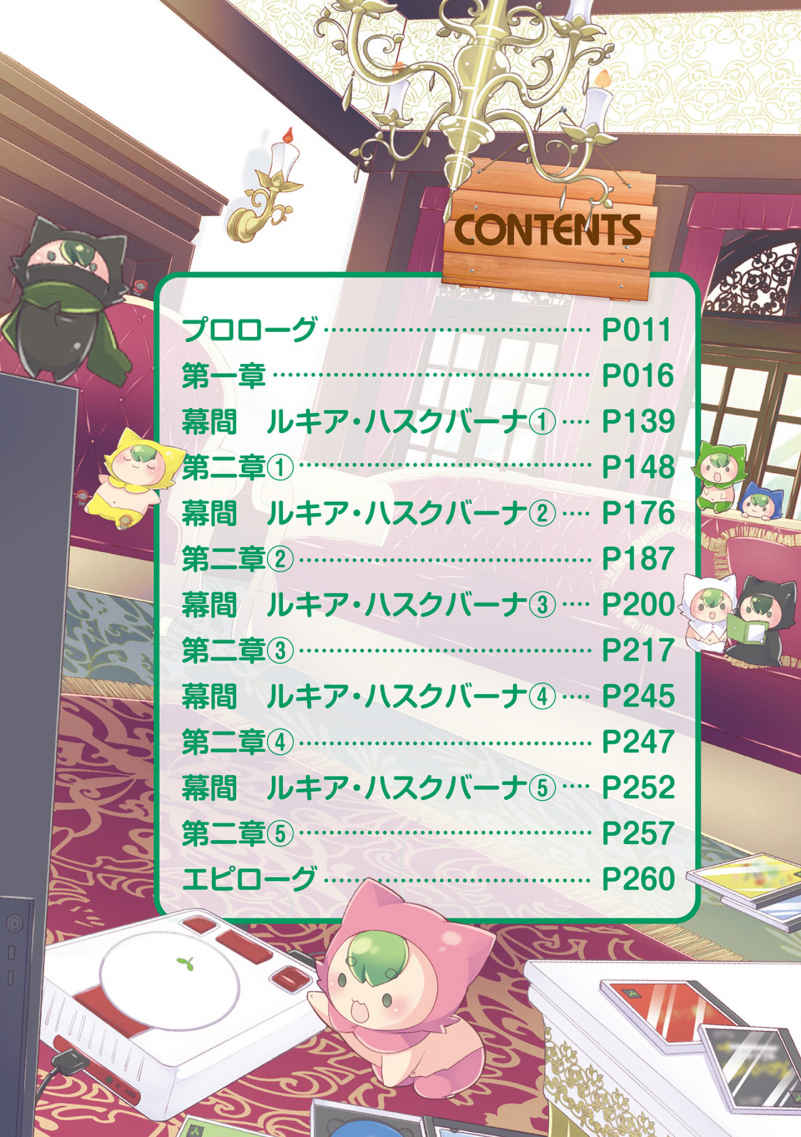 CONTENTS
プロローグ…………………………… P011
第一章………………………………… P016
幕間　ルキア・ハスクバーナ①…… P139
第二章①……………………………… P148
幕間　ルキア・ハスクバーナ②…… P176
第二章②……………………………… P187
幕間　ルキア・ハスクバーナ③…… P200
第二章③……………………………… P217
幕間　ルキア・ハスクバーナ④…… P245
第二章④……………………………… P247
幕間　ルキア・ハスクバーナ⑤…… P252
第二章⑤……………………………… P257
エピローグ…………………………… P260